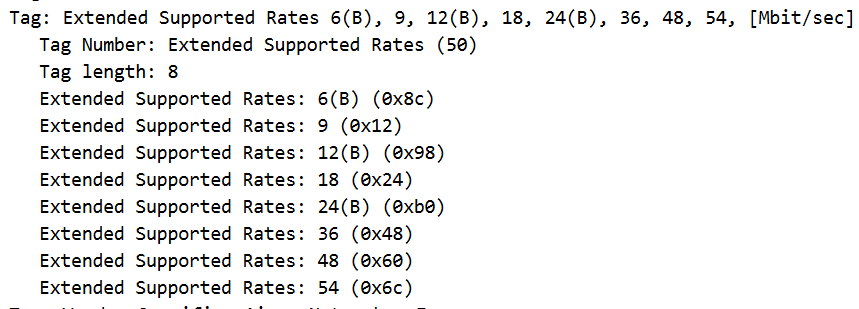 Tag: Extended Supported Rates 6(B), 9, 12(B), 18, 24(B), 36, 48, 54, [Mbit/sec]
Tag Number: Extended Supported Rates (50)
Tag length: 8
Extended Supported Rates: 6(B) (0x8c)
Extended Supported Rates: 9 (0x12)
Extended Supported Rates: 12(B) (0x98)
Extended Supported Rates: 18 (0x24)
Extended Supported Rates: 24(B) (0xb0)
Extended Supported Rates: 36 (0x48)
Extended Supported Rates: 48 (0x60)
Extended Supported Rates: 54 (0x6c)